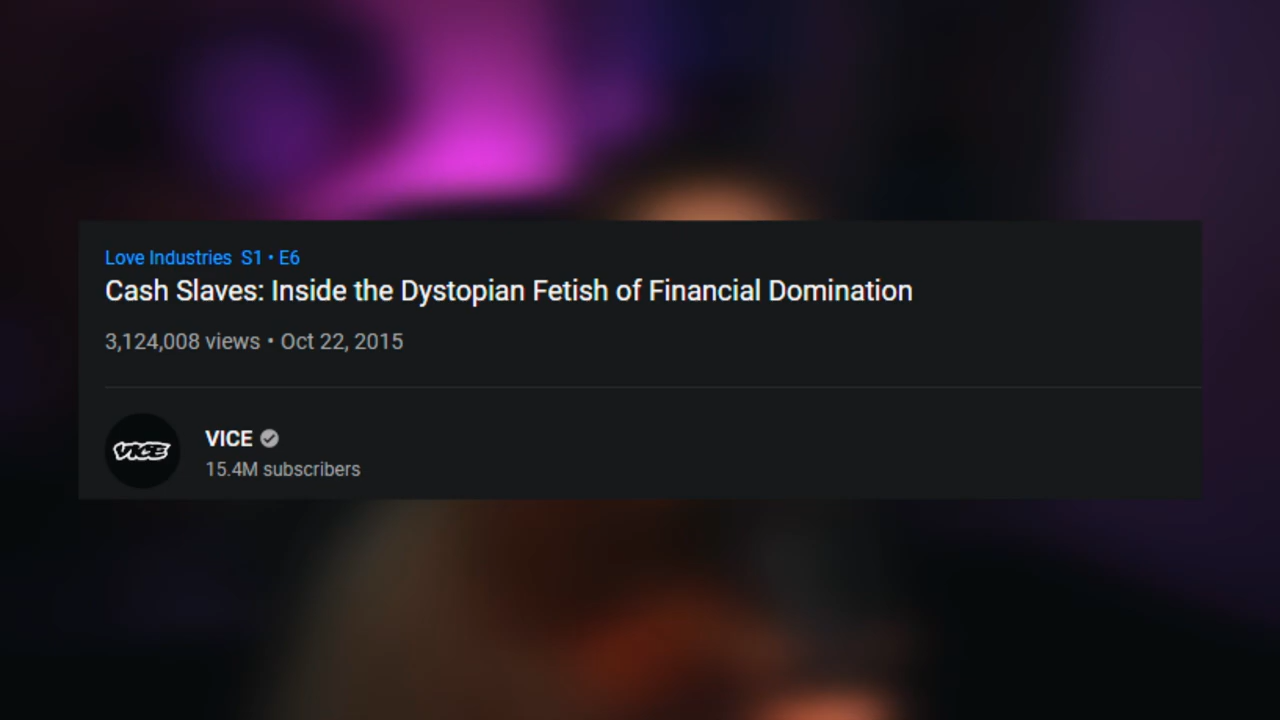 Love Industries S1 • E6
Cash Slaves: Inside the Dystopian Fetish of Financial Domination
3,124,008 views • Oct 22, 2015
VICE
VICE
15.4M subscribers